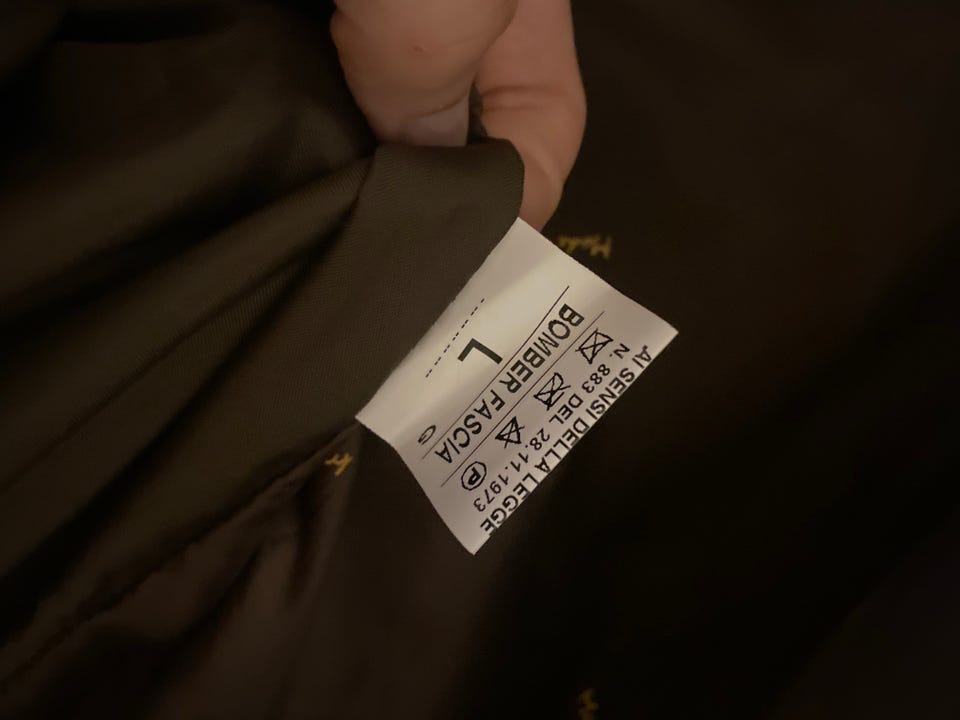 AI SENSI DELLA LEGGE
N. 883 DEL 28.11.1973
P
BOMBER FASCIA
L G